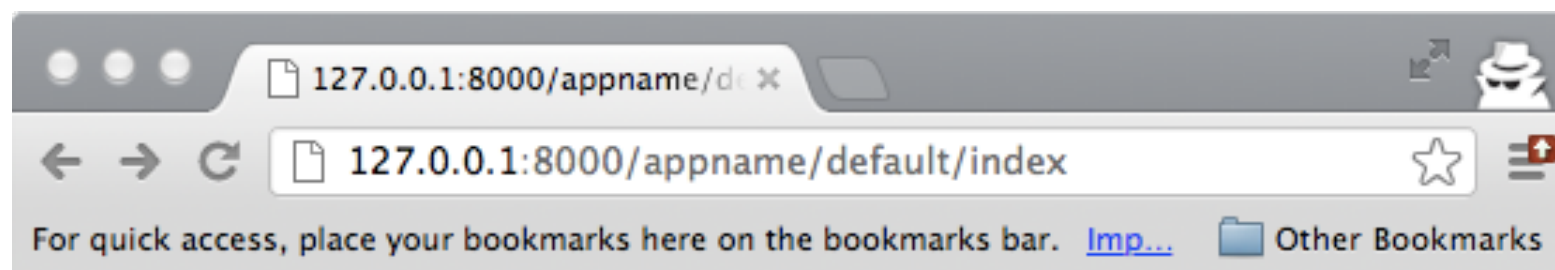 127.0.0.1:8000/appname/de
127.0.0.1:8000/appname/default/index
For quick access, place your bookmarks here on the bookmarks bar. Imp... Other Bookmarks